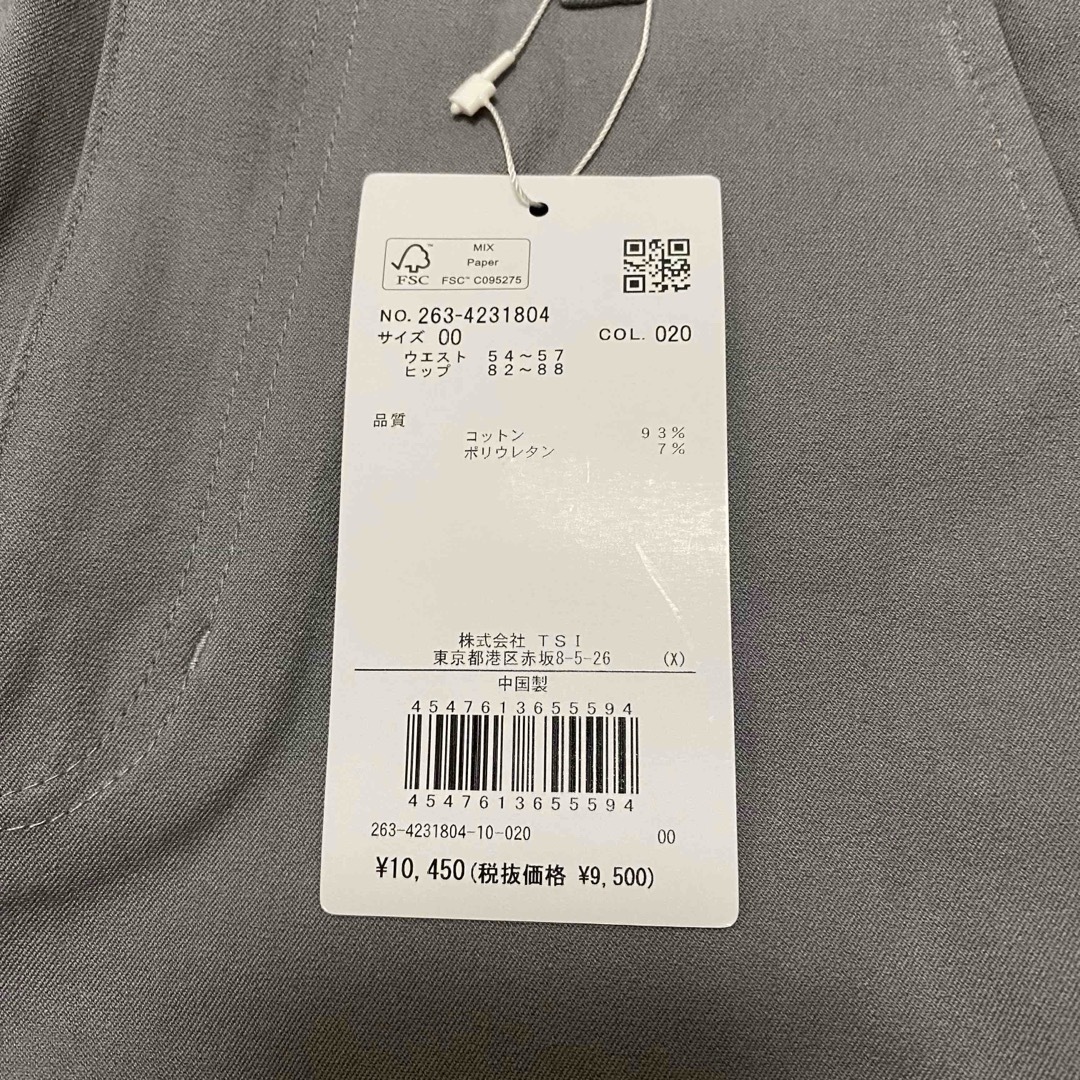 MIX
Paper
FSC™ C095275
FSC™
NO. 263-4231804
サイズ 00 COL. 020
ウエスト 54～57
ヒップ 82～88
品質
コットン 93%
ポリウレタン 7%
株式会社 TSI
東京都港区赤坂8-5-26 (X)
中国製
4547613655594
4547613655594
263-4231804-10-020 00
¥10,450(税抜価格 ¥9,500)